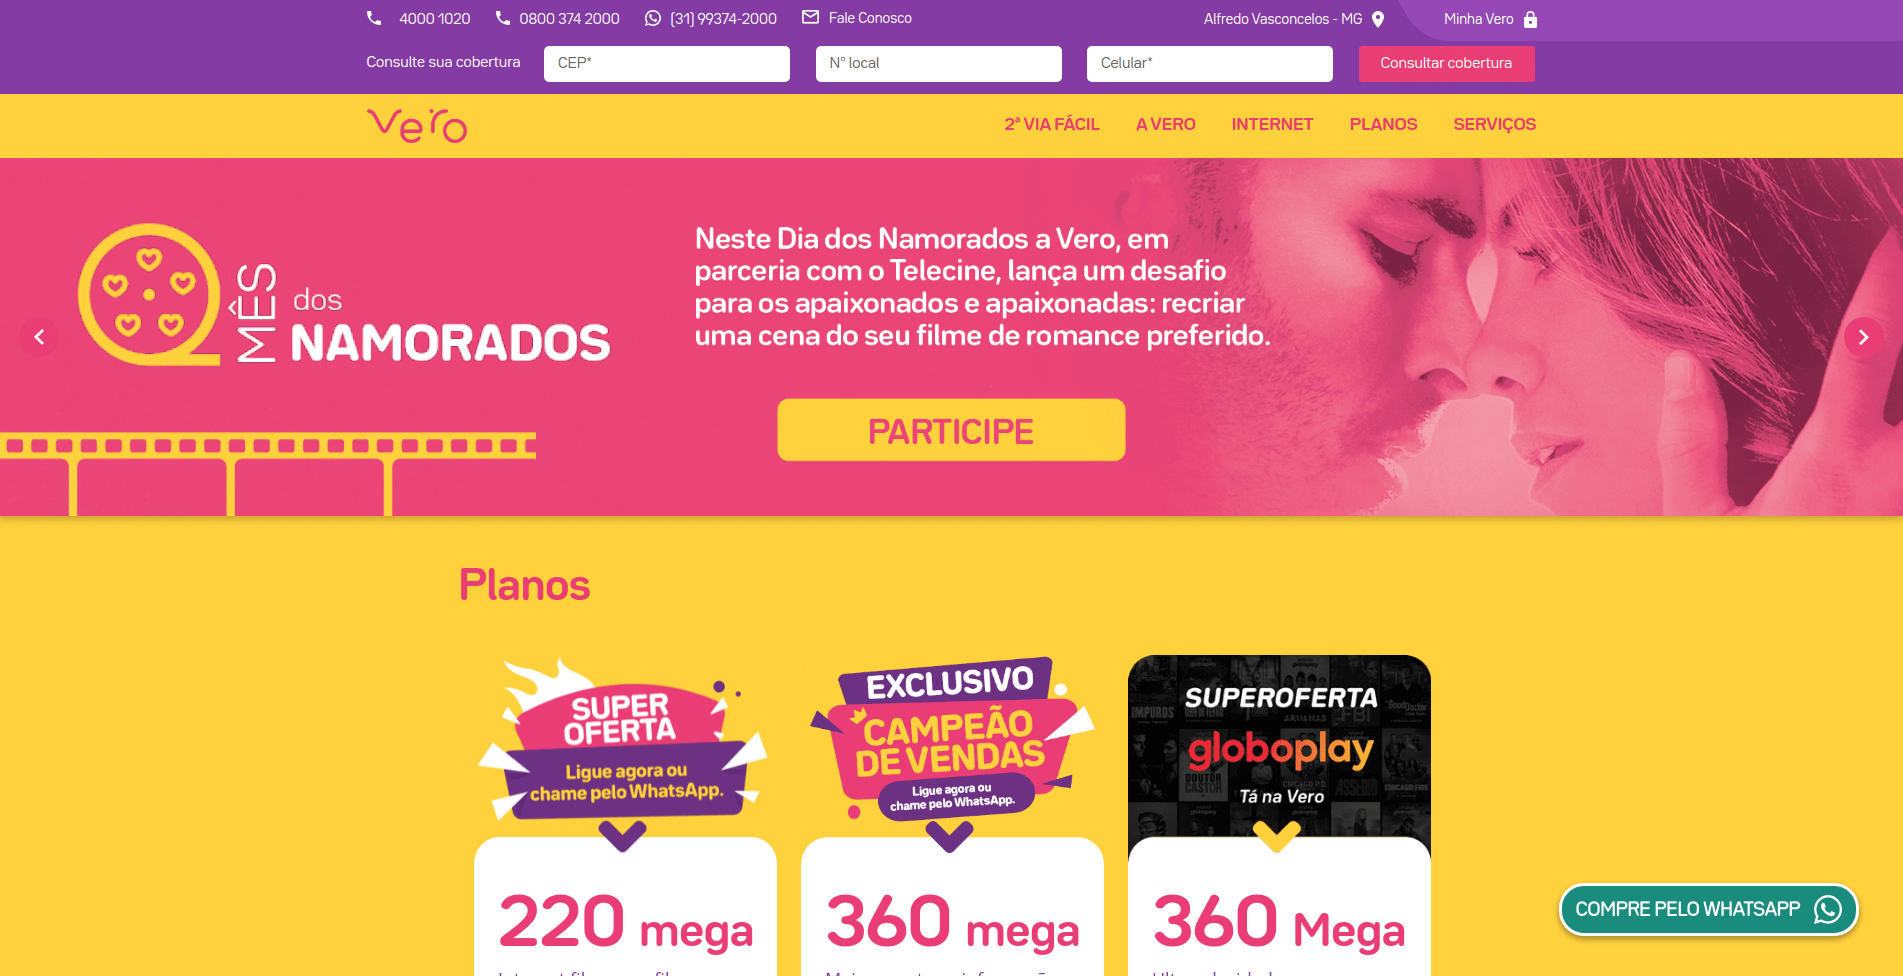 4000 1020
0800 374 2000
(31) 99374-2000
Fale Conosco
Alfredo Vasconcelos - MG
Minha Vero
Consulte sua cobertura
CEP*
N° local
Celular*
Consultar cobertura
Vero
2ª VIA FÁCIL
A VERO
INTERNET
PLANOS
SERVIÇOS
MÊS dos
NAMORADOS
Neste Dia dos Namorados a Vero, em
parceria com o Telecine, lança um desafio
para os apaixonados e apaixonadas: recriar
uma cena do seu filme de romance preferido.
PARTICIPE
Planos
SUPER
OFERTA
Ligue agora ou
chame pelo WhatsApp.
220 mega
EXCLUSIVO
CAMPEÃO
DE VENDAS
Ligue agora ou
chame pelo WhatsApp.
360 mega
SUPEROFERTA
globoplay
Tá na Vero
360 Mega
COMPRE PELO WHATSAPP